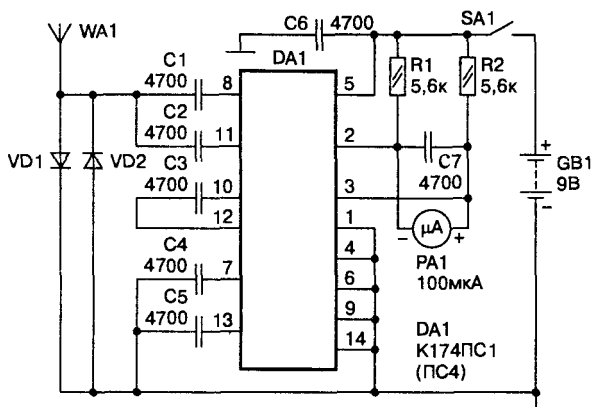 WA1
C6 4700
SA1
C1
4700
DA1
R1
5,6к
R2
5,6к
8
5
C2
4700
11
2
VD1
VD2
C3
4700
10
12
C7
4700
3
+
GB1
9В
−
1
− µA +
PA1
100мкА
C4
4700
7
4
6
C5
4700
13
9
14
DA1
К174ПС1
(ПС4)